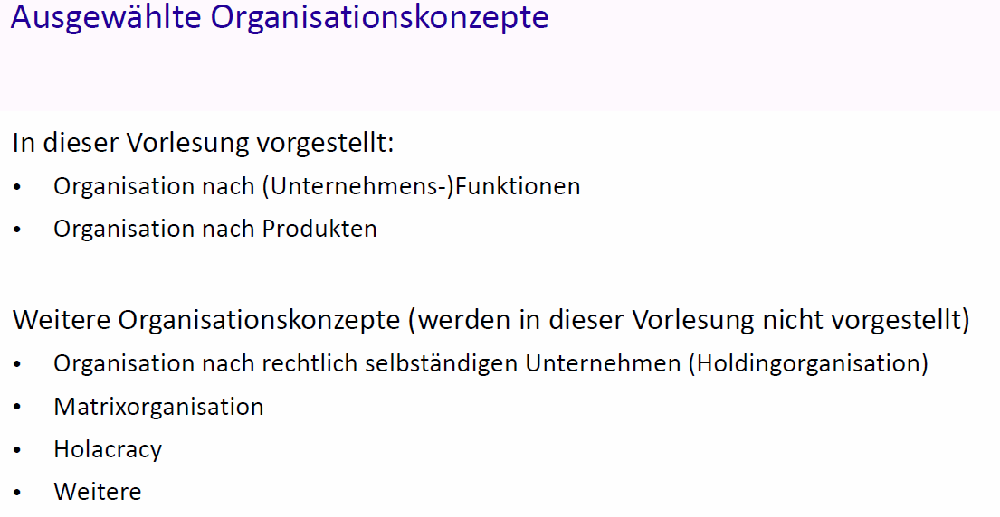 Ausgewählte Organisationskonzepte
In dieser Vorlesung vorgestellt:
• Organisation nach (Unternehmens-)Funktionen
• Organisation nach Produkten
Weitere Organisationskonzepte (werden in dieser Vorlesung nicht vorgestellt)
• Organisation nach rechtlich selbständigen Unternehmen (Holdingorganisation)
• Matrixorganisation
• Holacracy
• Weitere